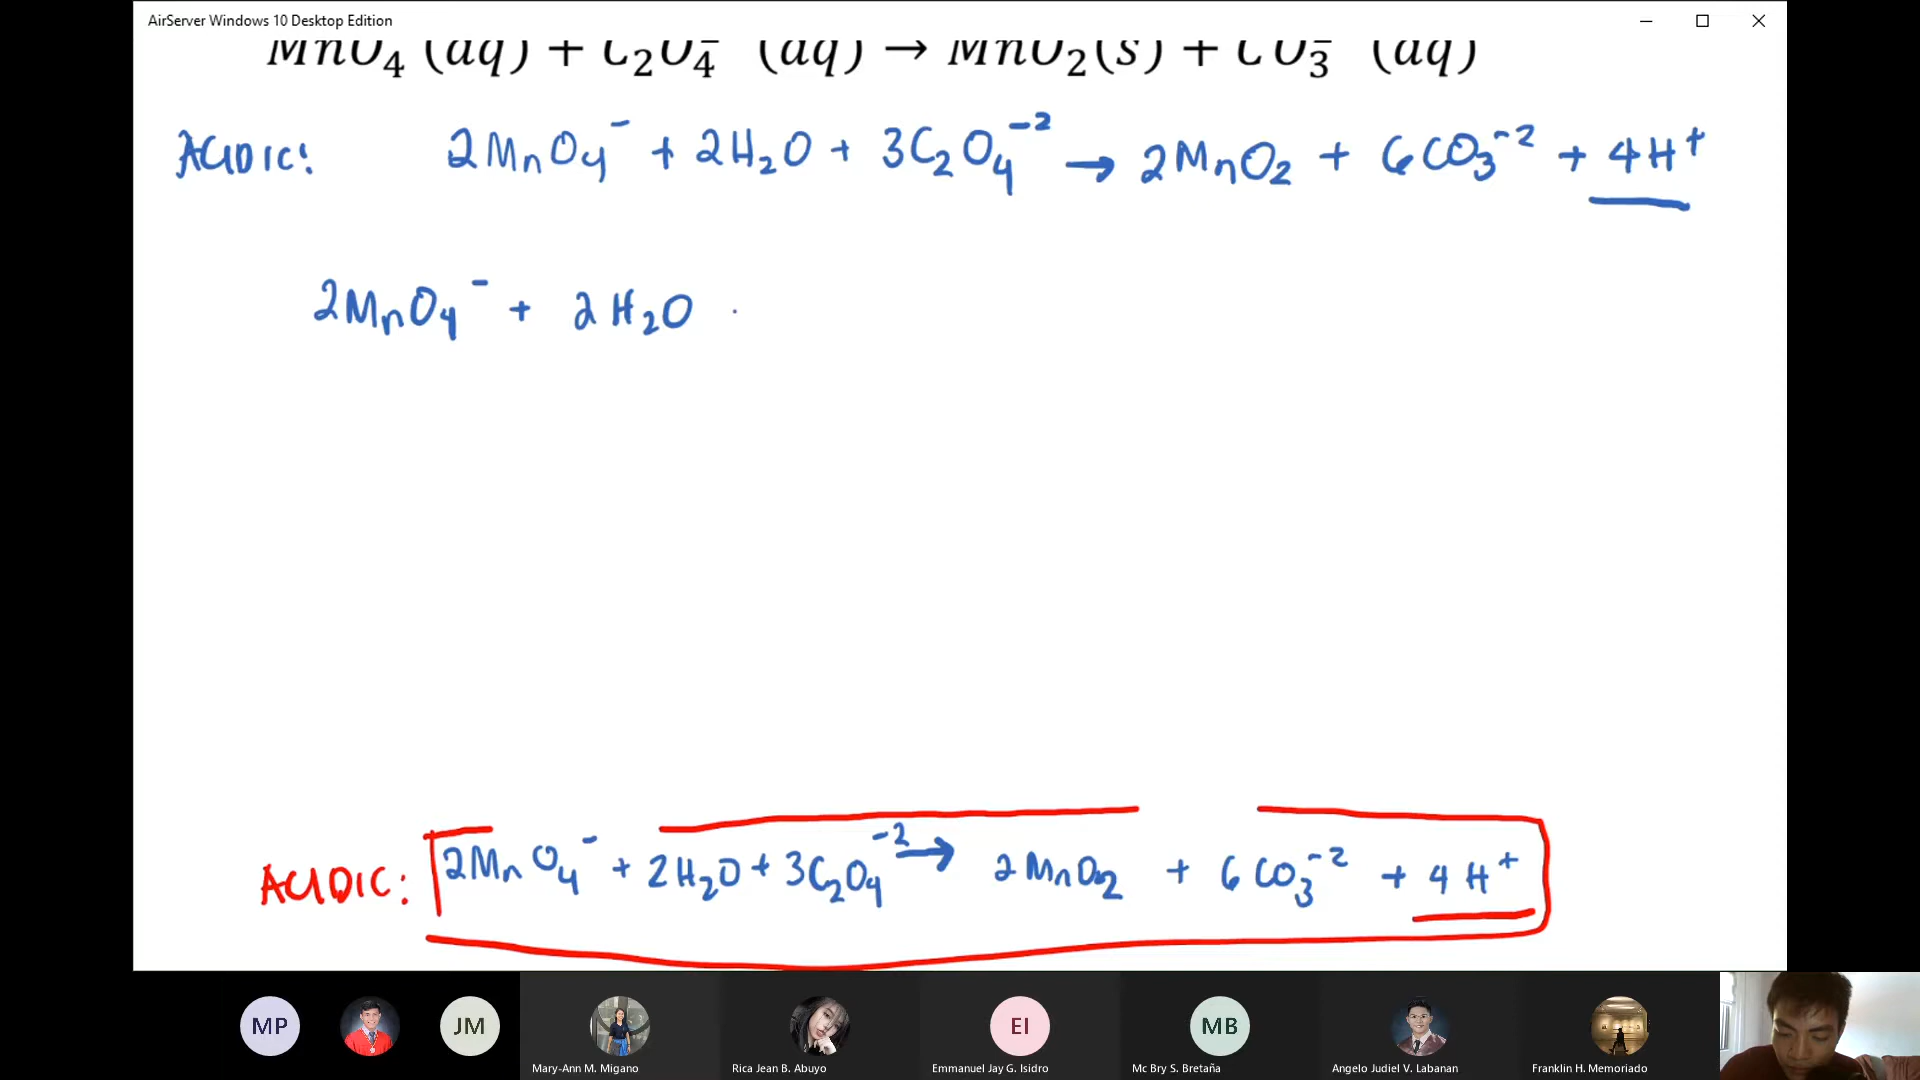 AirServer Windows 10 Desktop Edition
MnO₄⁻ (aq) + C₂O₄⁼ (aq) → MnO₂(s) + CO₃⁼ (aq)
ACIDIC: 2MnO₄⁻ + 2H₂O + 3C₂O₄⁻² → 2MnO₂ + 6CO₃⁻² + 4H⁺
2MnO₄⁻ + 2H₂O
ACIDIC: 2MnO₄⁻ + 2H₂O + 3C₂O₄⁻² → 2MnO₂ + 6CO₃⁻² + 4H⁺
MP JM EI MB
Mary-Ann M. Migano Rica Jean B. Abuyo Emmanuel Jay G. Isidro Mc Bry S. Bretaña Angelo Judiel V. Labanan Franklin H. Memoriado